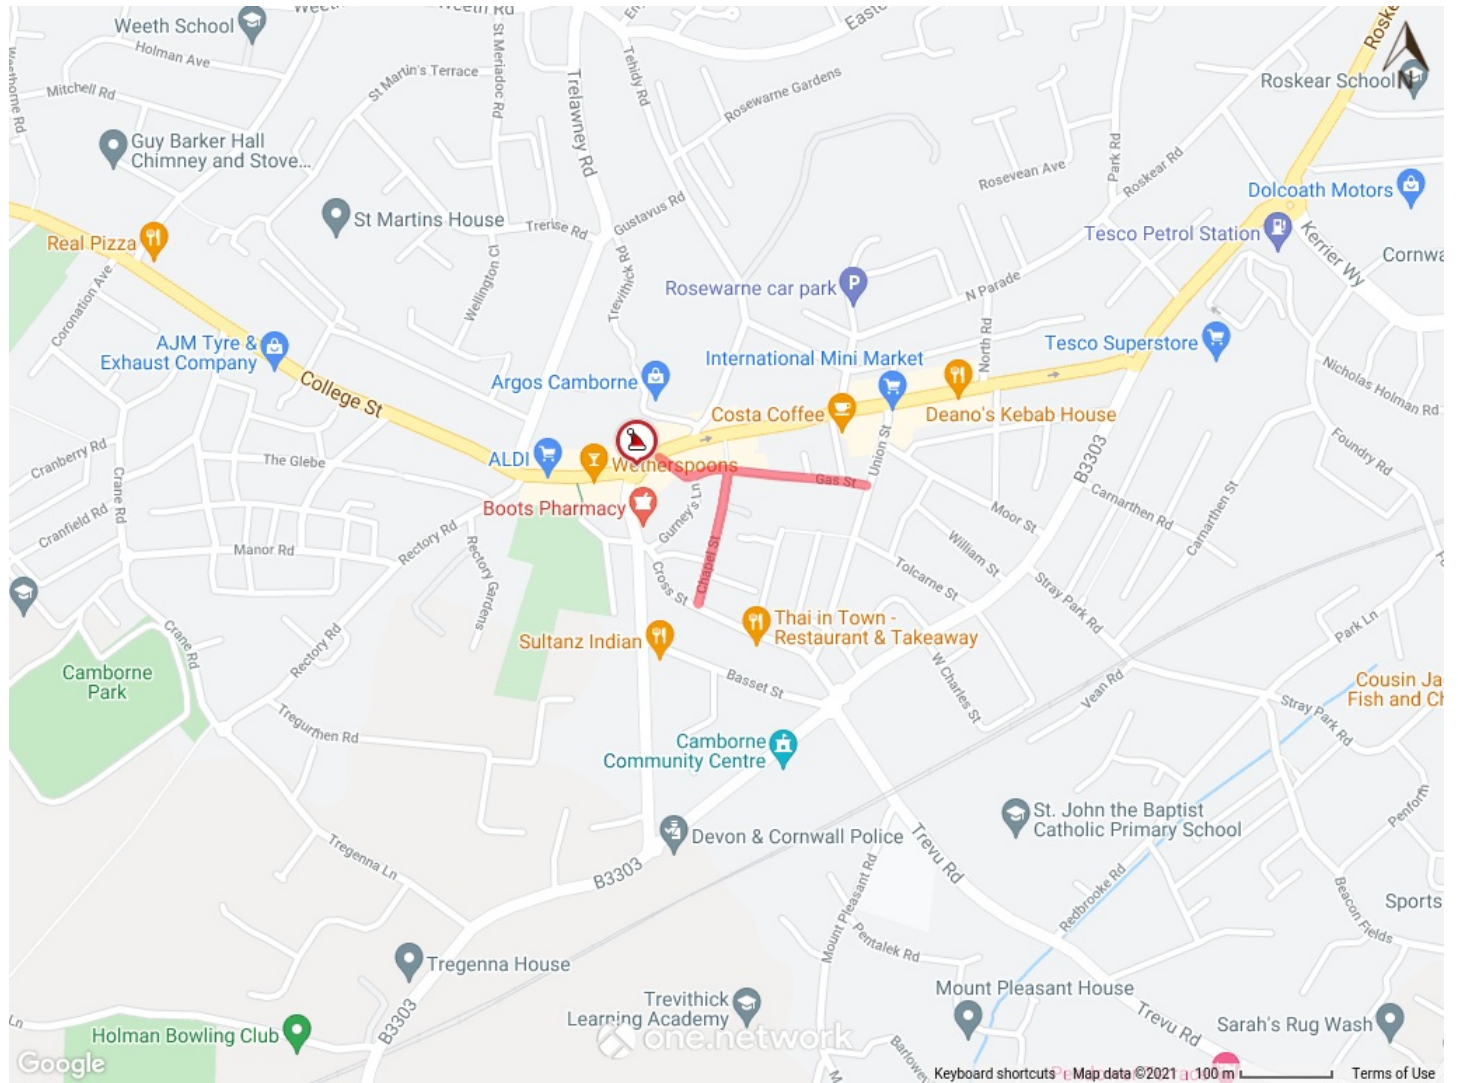 Weeth Rd
Weeth School
Holman Ave
St Martin's Terrace
St Meriadoc Rd
Mitchell Rd
Guy Barker Hall
Chimney and Stove...
Trelawney Rd
Tehidy Rd
Rosewarne Gardens
Roskear School
N
Park Rd
Roskear Rd
Rosevean Ave
Dolcoath Motors
St Martins House
Trerise Rd
Gustavus Rd
Tesco Petrol Station
Kerrier Wy
Real Pizza
Wellington Cl
Trevithick Rd
Rosewarne car park
P
N Parade
Coronation Ave
North Rd
AJM Tyre &
Exhaust Company
College St
International Mini Market
Tesco Superstore
Argos Camborne
Nicholas Holman Rd
Costa Coffee
Deano's Kebab House
Union St
B3303
Foundry Rd
Cranberry Rd
The Glebe
ALDI
Wetherspoons
Gas St
Crane Rd
Boots Pharmacy
Gurney's Ln
Carnarthen Rd
Carnarthen St
Moor St
Cranfield Rd
Manor Rd
Rectory Rd
Rectory Gardens
William St
Tolcarne St
Chapel St
Cross St
Stray Park Rd
Park Ln
Thai in Town -
Restaurant & Takeaway
Sultanz Indian
Crane Rd
Rectory Rd
Camborne
Park
Basset St
W Charles St
Vean Rd
Cousin Ja
Fish and Ch
Stray Park Rd
Tregurthen Rd
Camborne
Community Centre
St. John the Baptist
Catholic Primary School
Devon & Cornwall Police
Trevu Rd
Tregenna Ln
B3303
Mount Pleasant Rd
Redbrooke Rd
Beacon Fields
Sports
Pentalek Rd
Tregenna House
Mount Pleasant House
Trevithick
Learning Academy
Trevu Rd
Sarah's Rug Wash
B3303
Ln
Holman Bowling Club
one.network
Google
Keyboard shortcuts
Map data ©2021
100 m
Terms of Use